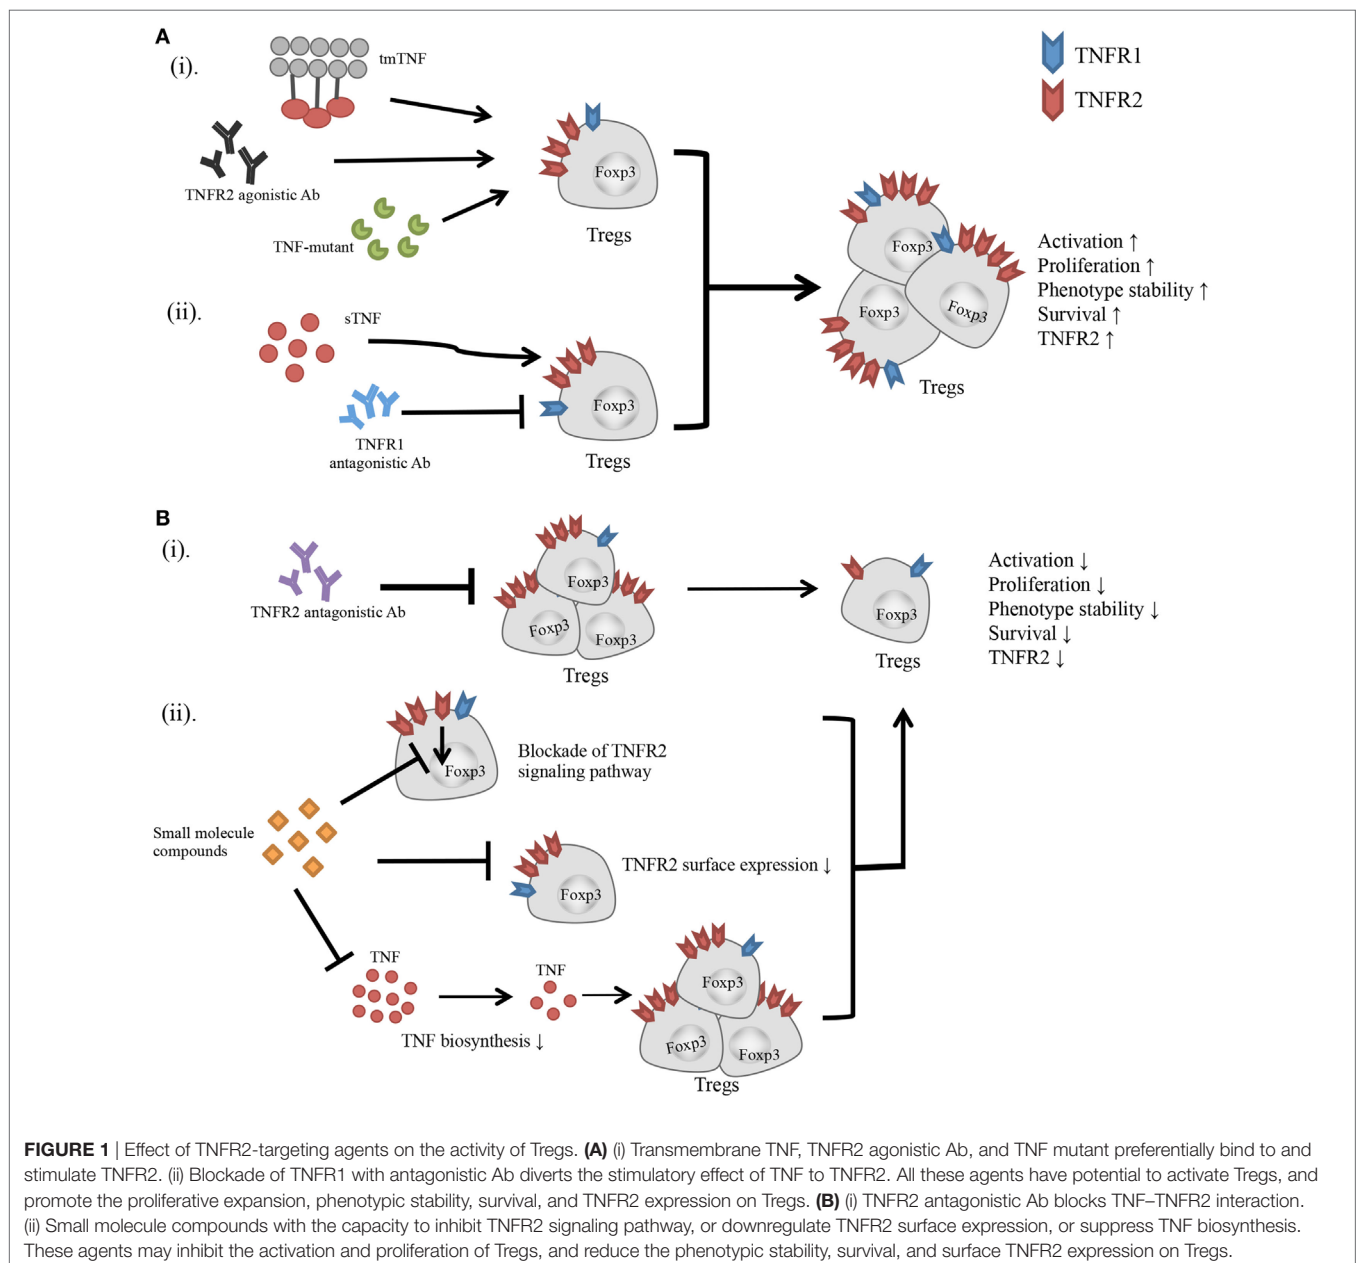 A
(i).
tmTNF
TNFR1
TNFR2
TNFR2 agonistic Ab
TNF-mutant
Foxp3
Tregs
(ii).
sTNF
TNFR1
antagonistic Ab
Foxp3
Tregs
Foxp3
Foxp3
Foxp3
Tregs
Activation ↑
Proliferation ↑
Phenotype stability ↑
Survival ↑
TNFR2 ↑
B
(i).
TNFR2 antagonistic Ab
Foxp3
Foxp3
Foxp3
Tregs
Foxp3
Tregs
Activation ↓
Proliferation ↓
Phenotype stability ↓
Survival ↓
TNFR2 ↓
(ii).
Small molecule
compounds
Foxp3
Blockade of TNFR2
signaling pathway
Foxp3
TNFR2 surface expression ↓
TNF
TNF
TNF biosynthesis ↓
Foxp3
Foxp3
Foxp3
Tregs
FIGURE 1 | Effect of TNFR2-targeting agents on the activity of Tregs. (A) (i) Transmembrane TNF, TNFR2 agonistic Ab, and TNF mutant preferentially bind to and
stimulate TNFR2. (ii) Blockade of TNFR1 with antagonistic Ab diverts the stimulatory effect of TNF to TNFR2. All these agents have potential to activate Tregs, and
promote the proliferative expansion, phenotypic stability, survival, and TNFR2 expression on Tregs. (B) (i) TNFR2 antagonistic Ab blocks TNF–TNFR2 interaction.
(ii) Small molecule compounds with the capacity to inhibit TNFR2 signaling pathway, or downregulate TNFR2 surface expression, or suppress TNF biosynthesis.
These agents may inhibit the activation and proliferation of Tregs, and reduce the phenotypic stability, survival, and surface TNFR2 expression on Tregs.